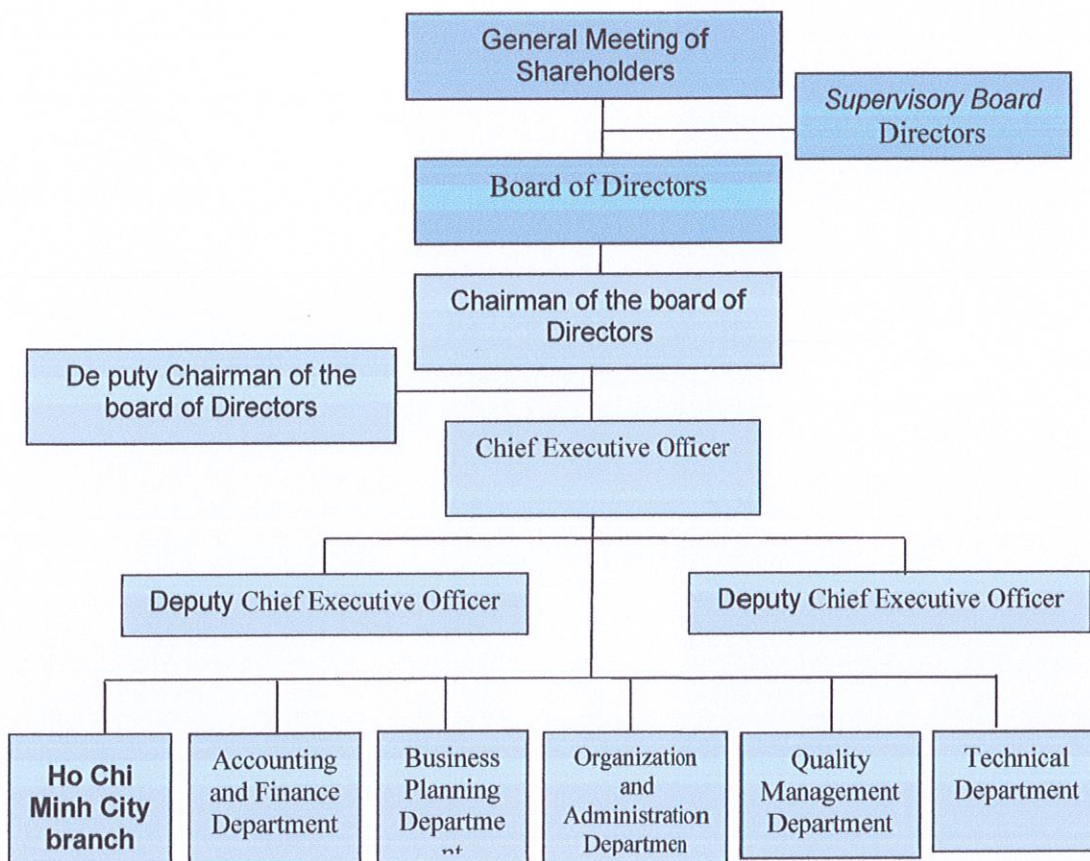 General Meeting of
Shareholders
Supervisory Board
Directors
Board of Directors
Chairman of the board of
Directors
De puty Chairman of the
board of Directors
Chief Executive Officer
Deputy Chief Executive Officer
Deputy Chief Executive Officer
Ho Chi
Minh City
branch
Accounting
and Finance
Department
Business
Planning
Departme
nt
Organization
and
Administration
Departmen
Quality
Management
Department
Technical
Department